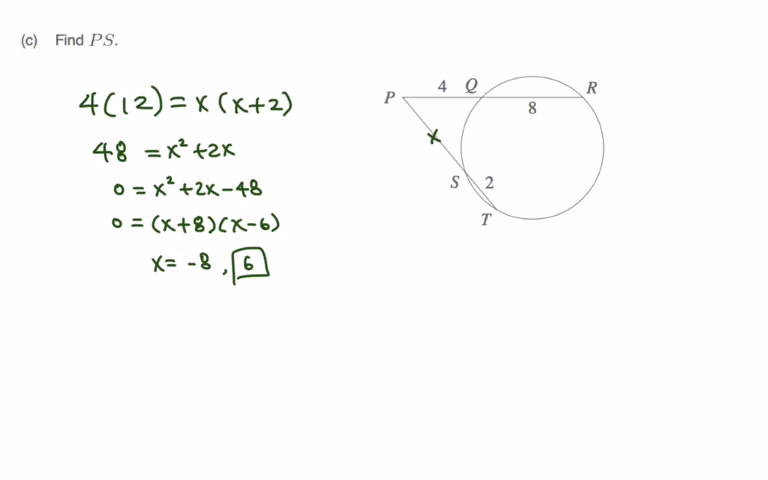 (c) Find PS.
4(12) = x (x+2)
48 = x² +2x
0 = x² +2x -48
0 = (x+8)(x-6)
x = -8, 6
P 4 Q R
8
x
S 2
T